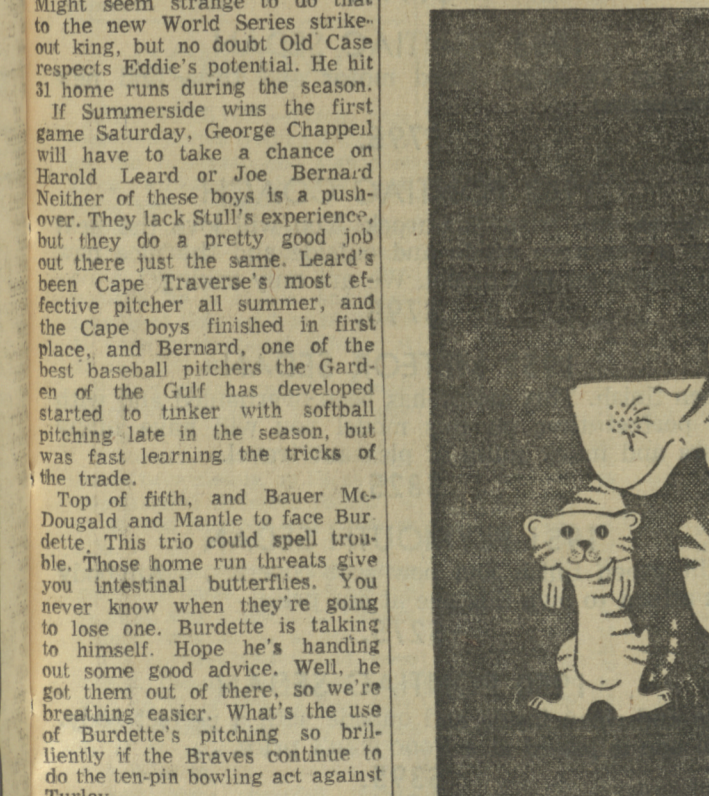 Might seem strange to do that
to the new World Series strike-
out king, but no doubt Old Case
respects Eddie's potential. He hit
31 home runs during the season.
If Summerside wins the first
game Saturday, George Chappell
will have to take a chance on
Harold Leard or Joe Bernard
Neither of these boys is a push-
over. They lack Stull's experience,
but they do a pretty good job
out there just the same. Leard's
been Cape Traverse's most ef-
fective pitcher all summer, and
the Cape boys finished in first
place, and Bernard, one of the
best baseball pitchers the Gard-
en of the Gulf has developed
started to tinker with softball
pitching late in the season, but
was fast learning the tricks of
the trade.
Top of fifth, and Bauer Mc-
Dougald and Mantle to face Bur
dette. This trio could spell trou-
ble. Those home run threats give
you intestinal butterflies. You
never know when they're going
to lose one. Burdette is talking
to himself. Hope he's handing
out some good advice. Well, he
got them out of there, so we're
breathing easier. What's the use
of Burdette's pitching so bril-
liently if the Braves continue to
do the ten-pin bowling act against
Turley